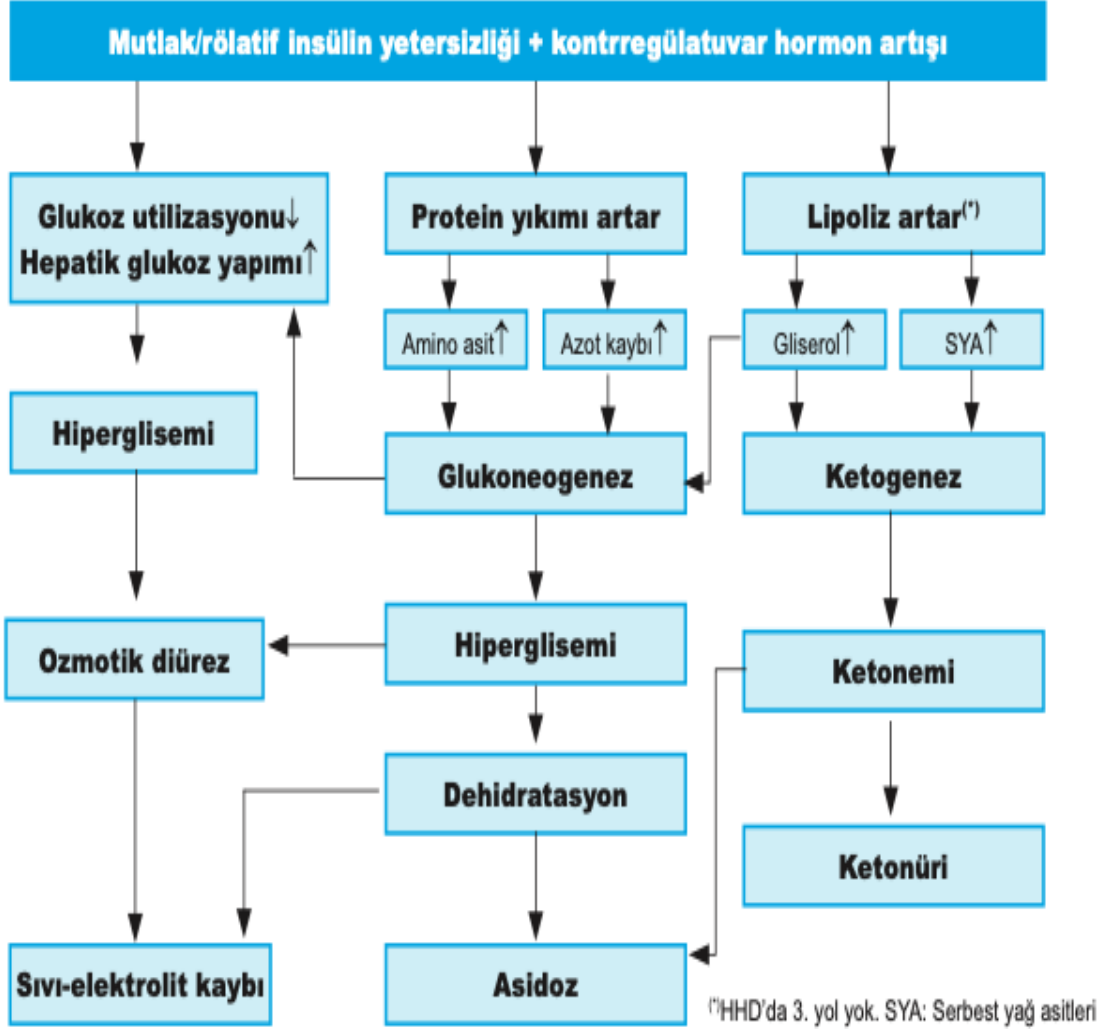 Mutlak/rölatif insülin yetersizliği + kontrregülatuvar hormon artışı
Glukoz utilizasyonu↓
Hepatik glukoz yapımı↑
Protein yıkımı artar
Lipoliz artar(*)
Amino asit↑
Azot kaybı↑
Gliserol↑
SYA↑
Hiperglisemi
Glukoneogenez
Ketogenez
Ozmotik diürez
Hiperglisemi
Ketonemi
Dehidratasyon
Ketonüri
Sıvı-elektrolit kaybı
Asidoz
(*)HHD'da 3. yol yok. SYA: Serbest yağ asitleri